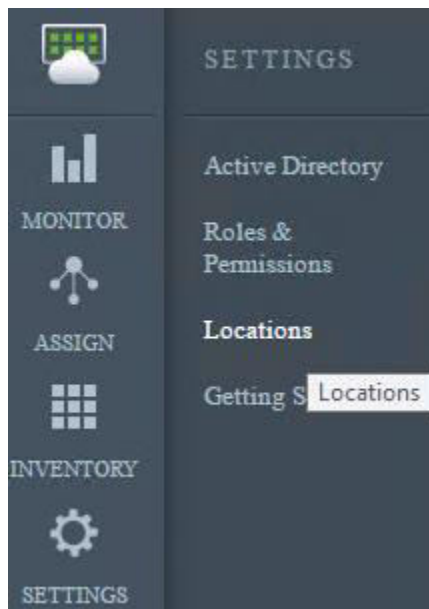 SETTINGS
MONITOR
ASSIGN
INVENTORY
SETTINGS
Active Directory
Roles &
Permissions
Locations
Getting S
Locations